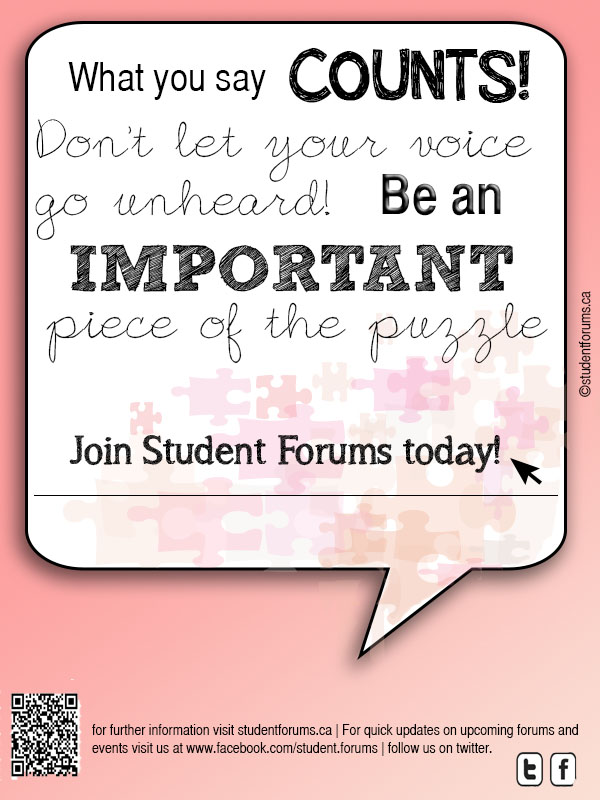 What you say COUNTS!
Don't let your voice
go unheard! Be an
IMPORTANT
piece of the puzzle
Join Student Forums today!
©studentforums.ca
for further information visit studentforums.ca | For quick updates on upcoming forums and
events visit us at www.facebook.com/student.forums | follow us on twitter.
t f